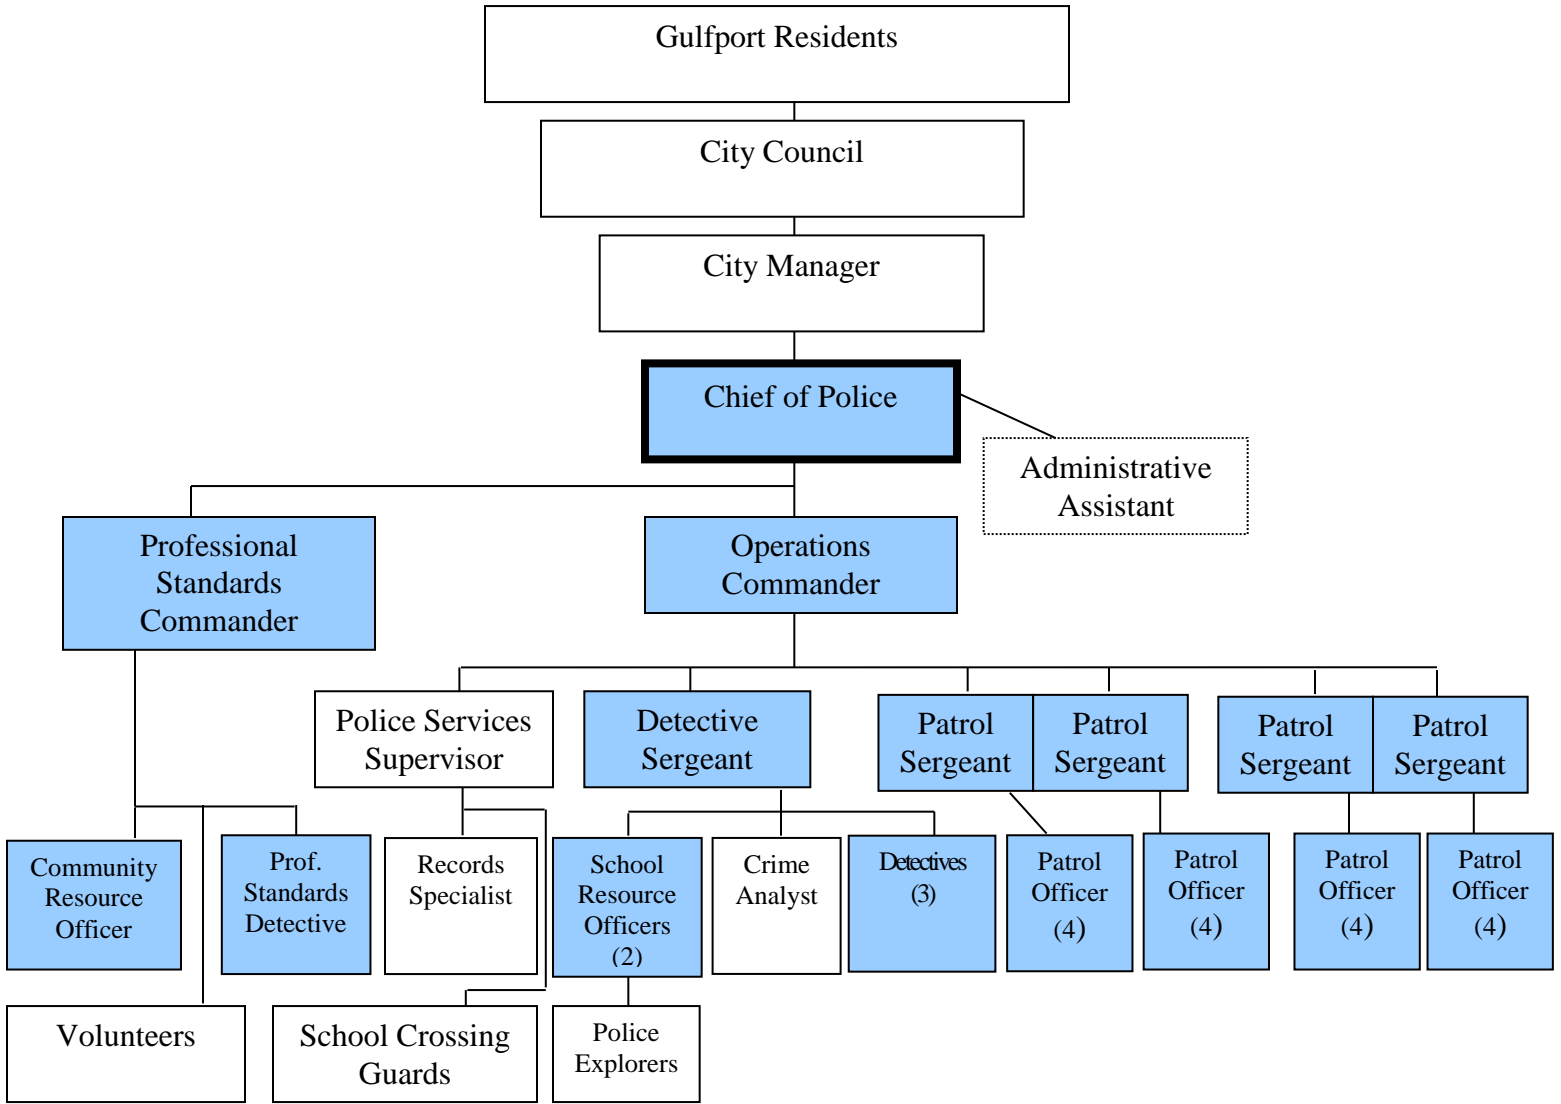 Gulfport Residents
City Council
City Manager
Chief of Police
Administrative
Assistant
Professional
Standards
Commander
Operations
Commander
Police Services
Supervisor
Detective
Sergeant
Patrol
Sergeant
Patrol
Sergeant
Patrol
Sergeant
Patrol
Sergeant
Community
Resource
Officer
Prof.
Standards
Detective
Records
Specialist
School
Resource
Officers
(2)
Crime
Analyst
Detectives
(3)
Patrol
Officer
(4)
Patrol
Officer
(4)
Patrol
Officer
(4)
Patrol
Officer
(4)
Volunteers
School Crossing
Guards
Police
Explorers